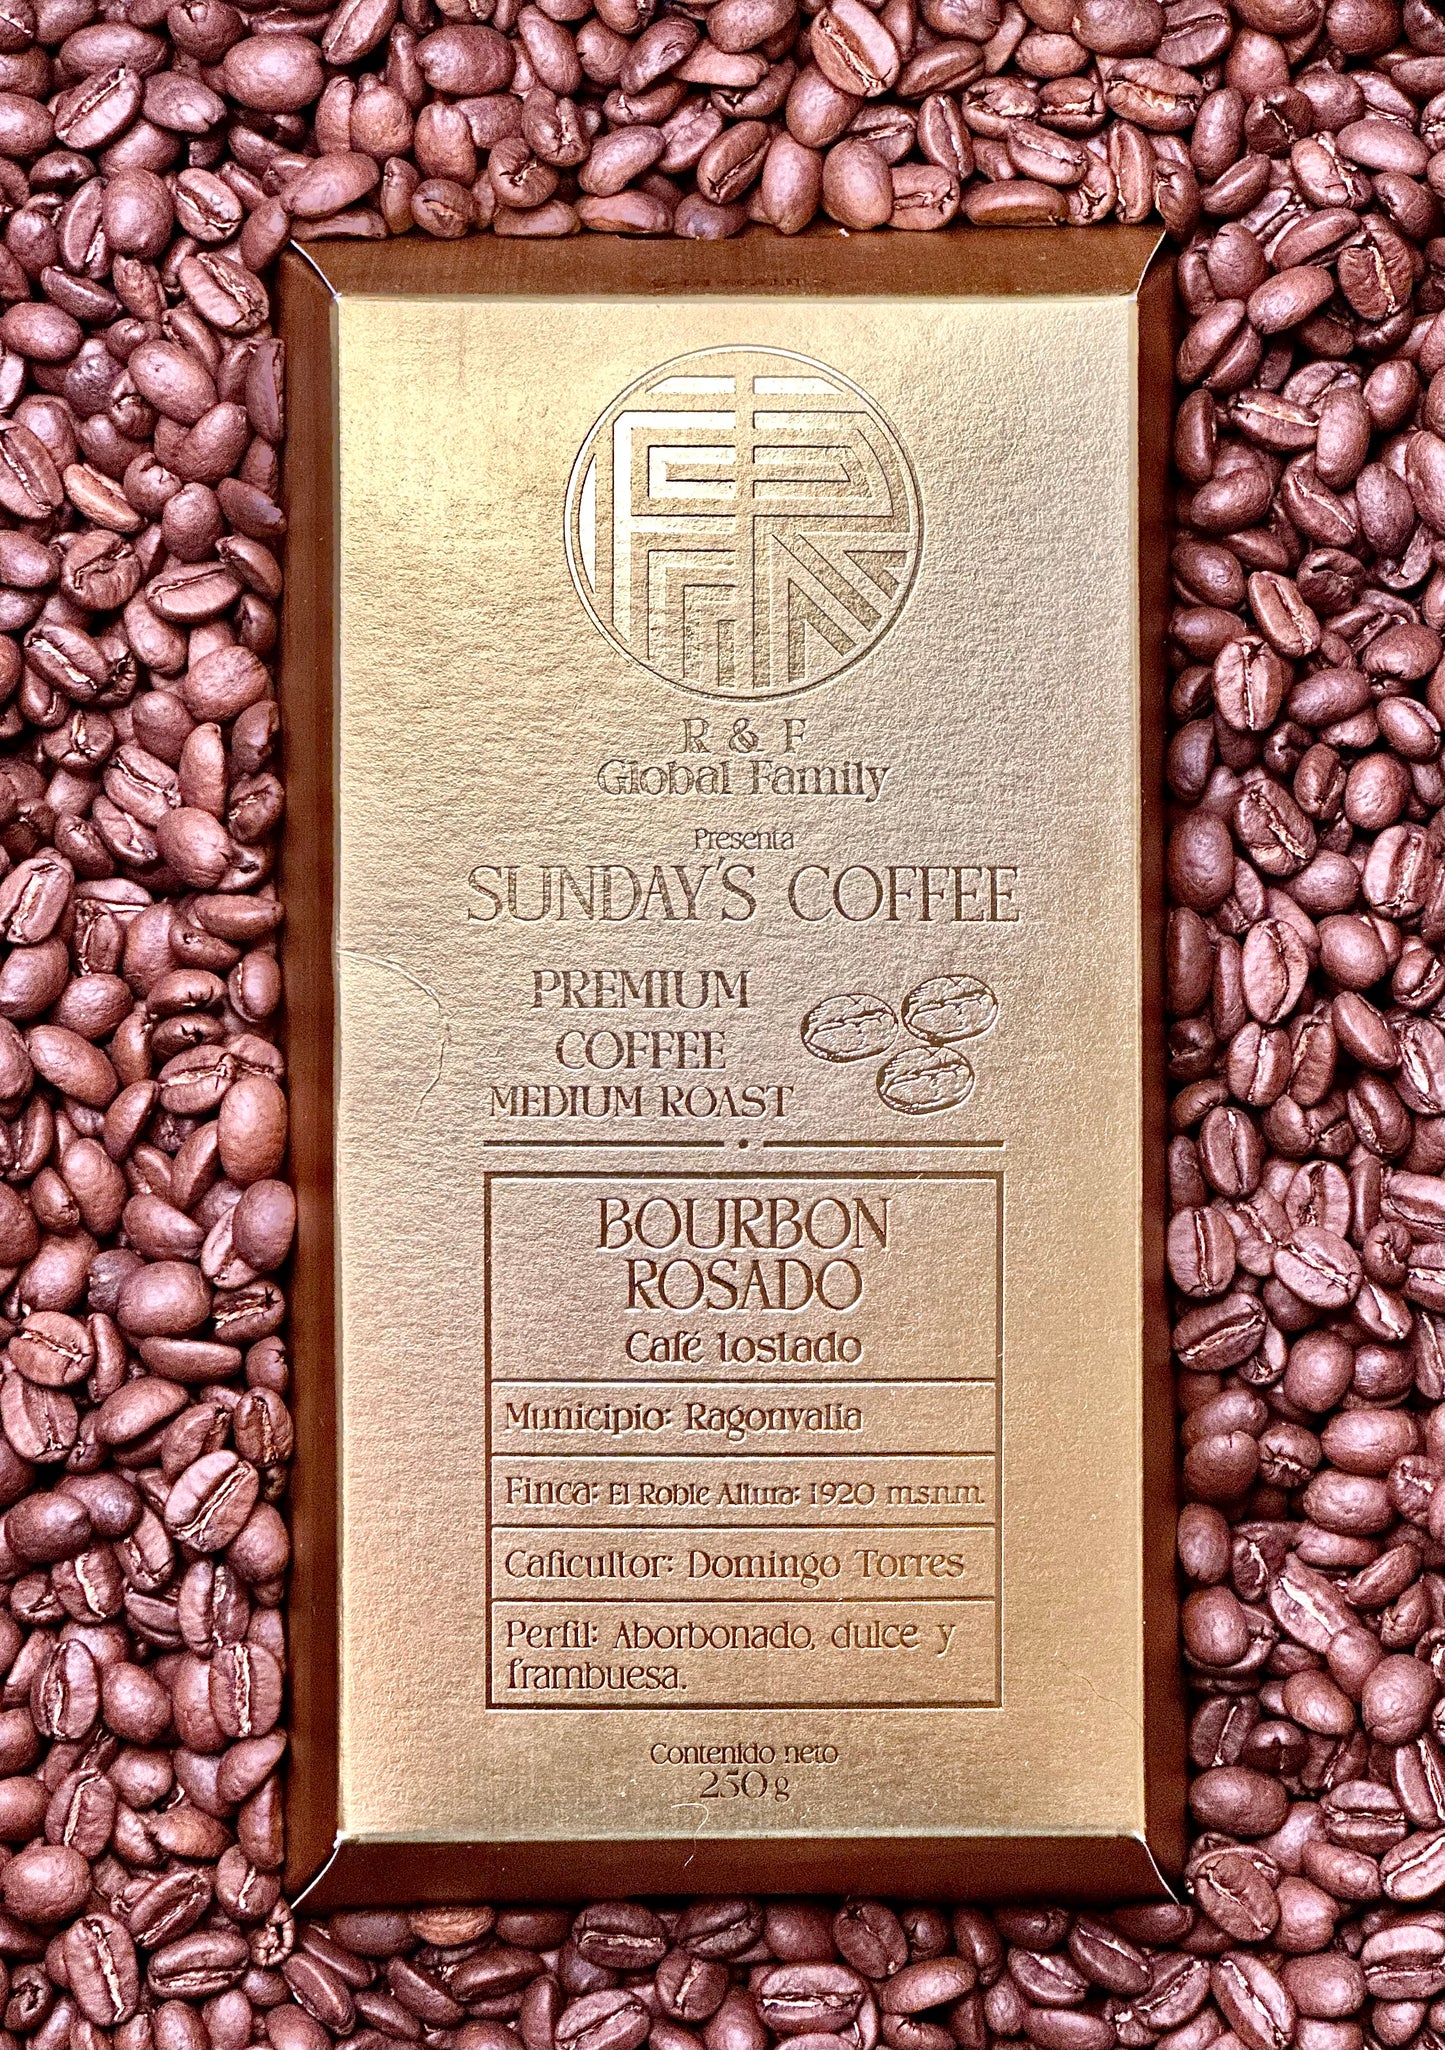 R & F
Global Family
Presenta
SUNDAY'S COFFEE
PREMIUM
COFFEE
MEDIUM ROAST
BOURBON
ROSADO
Café tostado
Municipio: Ragonvalia
Finca: El Roble Altura: 1920 m.s.n.m.
Caficultor: Domingo Torres
Perfil: Aborbonado, dulce y
frambuesa.
Contenido neto
250 g